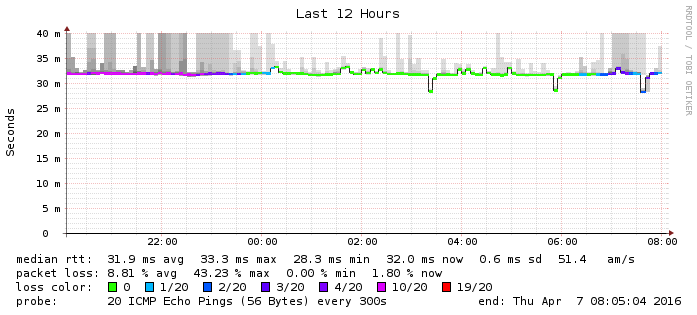 Last 12 Hours
RRDTOOL / TOBI OETIKER
Seconds
40 m
35 m
30 m
25 m
20 m
15 m
10 m
5 m
0
22:00 00:00 02:00 04:00 06:00 08:00
median rtt: 31.9 ms avg 33.3 ms max 28.3 ms min 32.0 ms now 0.6 ms sd 51.4 am/s
packet loss: 8.81 % avg 43.23 % max 0.00 % min 1.80 % now
loss color: 0 1/20 2/20 3/20 4/20 10/20 19/20
probe: 20 ICMP Echo Pings (56 Bytes) every 300s end: Thu Apr 7 08:05:04 2016